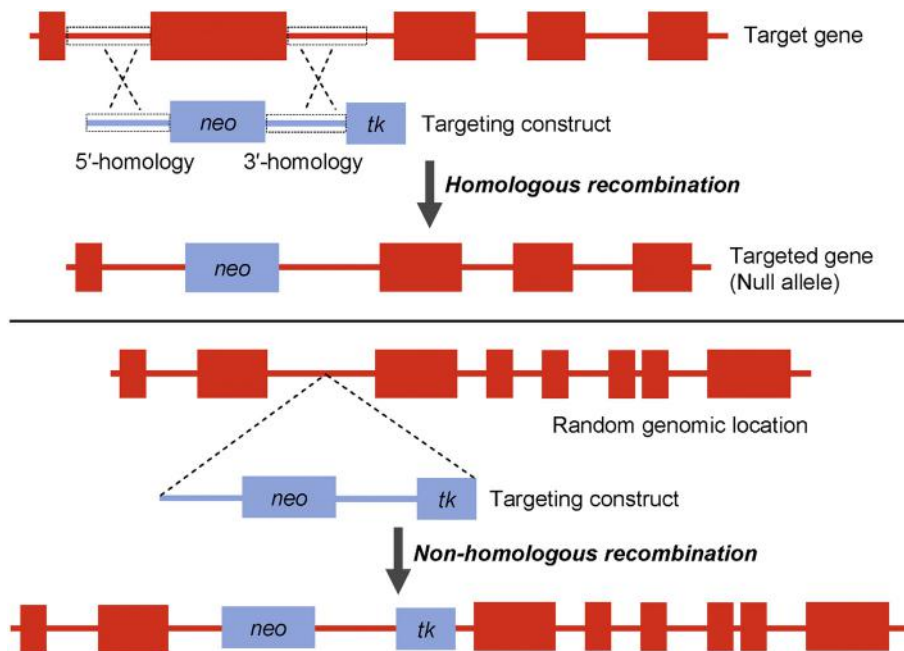 Target gene
neo
tk
Targeting construct
5′-homology
3′-homology
Homologous recombination
neo
Targeted gene
(Null allele)
Random genomic location
neo
tk
Targeting construct
Non-homologous recombination
neo
tk